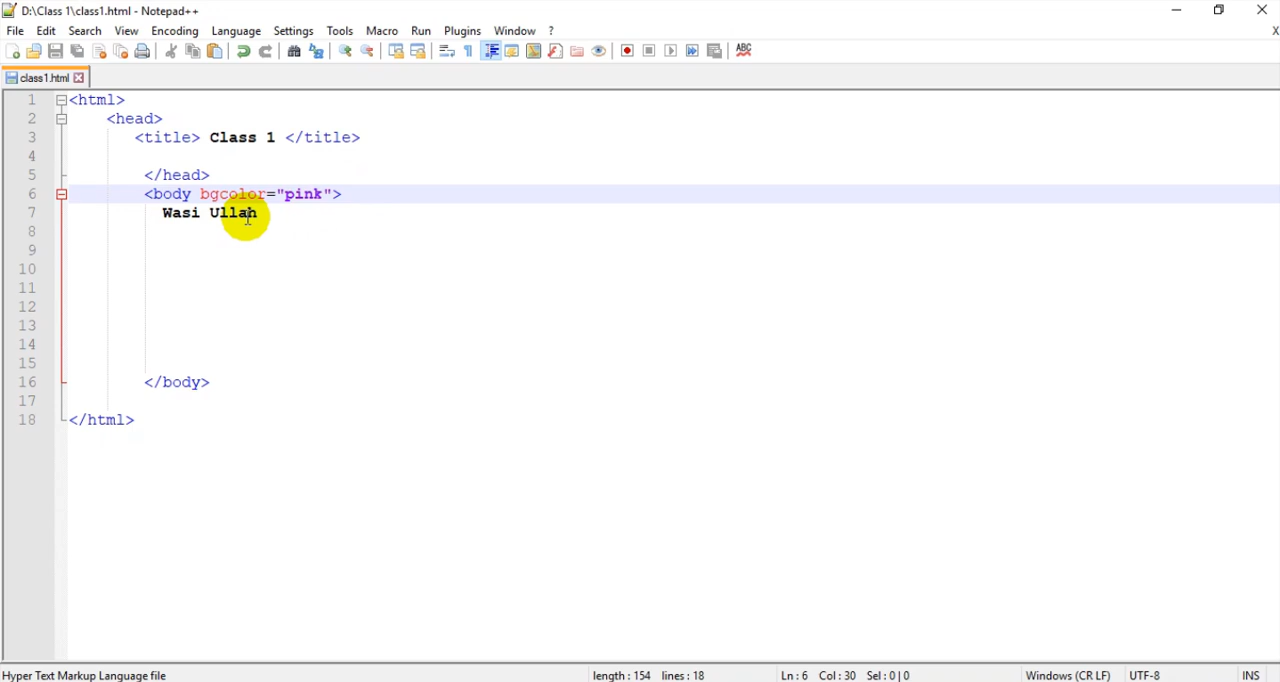 D:\Class 1\class1.html - Notepad++
File Edit Search View Encoding Language Settings Tools Macro Run Plugins Window ? X
ABC
class1.html
1 <html>
2 <head>
3 <title> Class 1 </title>
4
5 </head>
6 <body bgcolor="pink">
7 Wasi Ullah
8
9
10
11
12
13
14
15
16 </body>
17
18 </html>
Hyper Text Markup Language file length : 154 lines : 18 Ln : 6 Col : 30 Sel : 0 | 0 Windows (CR LF) UTF-8 INS